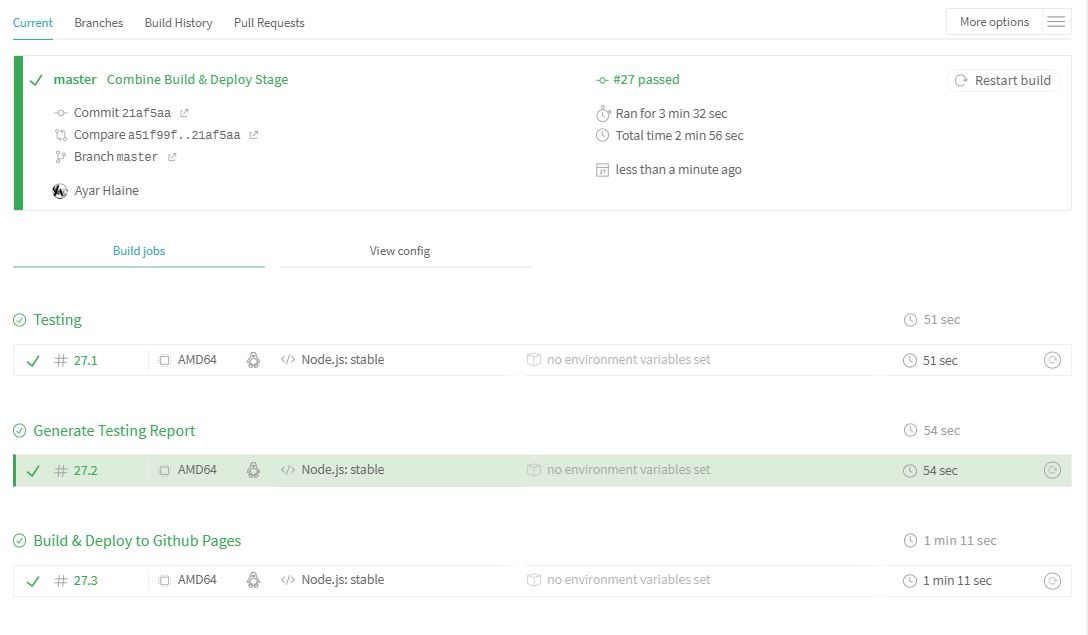 Current Branches Build History Pull Requests More options
master Combine Build & Deploy Stage #27 passed Restart build
Commit 21af5aa Ran for 3 min 32 sec
Compare a51f99f..21af5aa Total time 2 min 56 sec
Branch master less than a minute ago
Ayar Hlaine
Build jobs View config
Testing 51 sec
# 27.1 AMD64 </> Node.js: stable no environment variables set 51 sec
Generate Testing Report 54 sec
# 27.2 AMD64 </> Node.js: stable no environment variables set 54 sec
Build & Deploy to Github Pages 1 min 11 sec
# 27.3 AMD64 </> Node.js: stable no environment variables set 1 min 11 sec